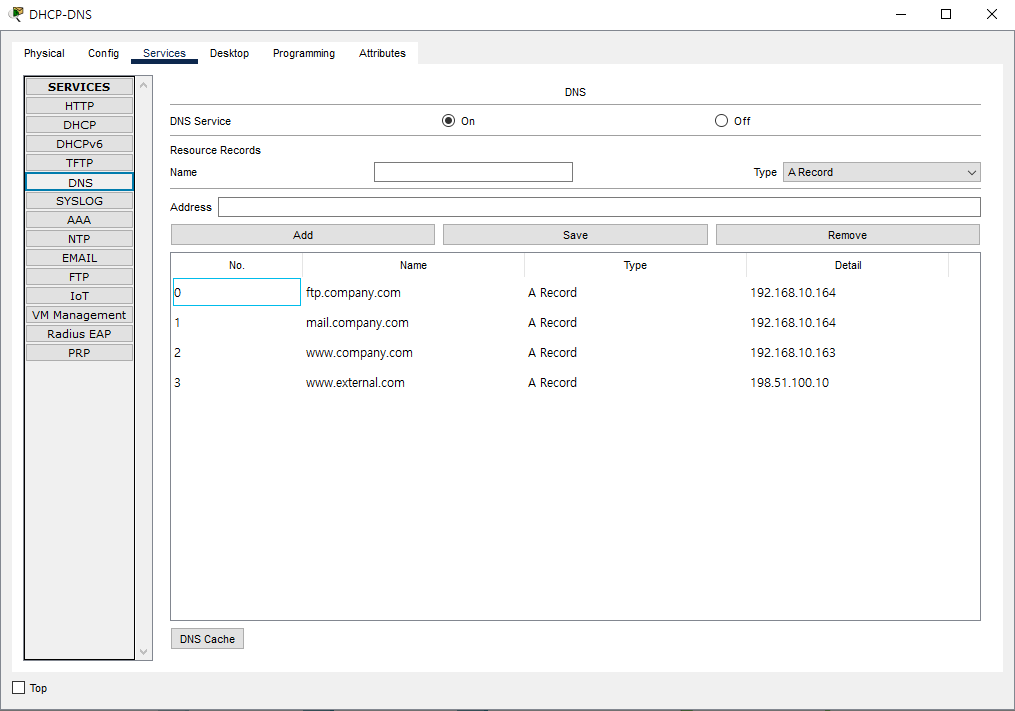 DHCP-DNS
Physical Config Services Desktop Programming Attributes
SERVICES
HTTP
DHCP
DHCPv6
TFTP
DNS
SYSLOG
AAA
NTP
EMAIL
FTP
IoT
VM Management
Radius EAP
PRP
DNS
DNS Service On Off
Resource Records
Name Type A Record
Address
Add Save Remove
No. Name Type Detail
0 ftp.company.com A Record 192.168.10.164
1 mail.company.com A Record 192.168.10.164
2 www.company.com A Record 192.168.10.163
3 www.external.com A Record 198.51.100.10
DNS Cache
Top